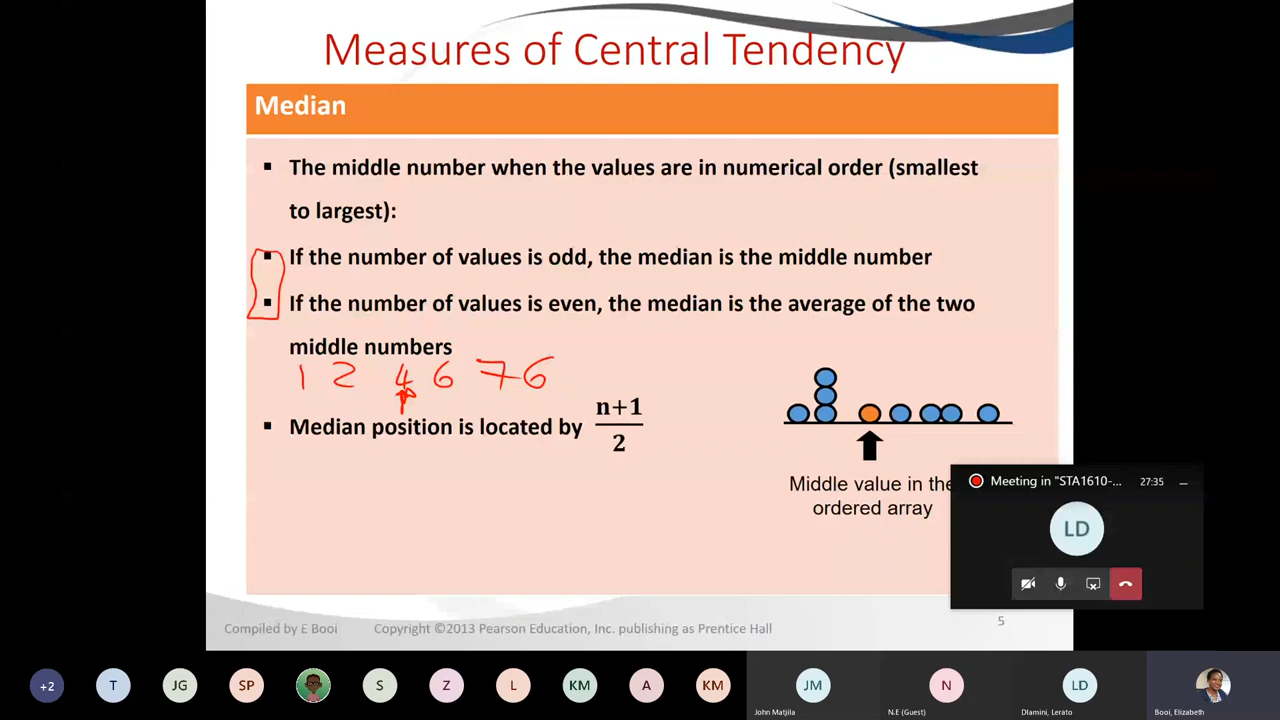 Measures of Central Tendency
Median
▪ The middle number when the values are in numerical order (smallest
to largest):
▪ If the number of values is odd, the median is the middle number
▪ If the number of values is even, the median is the average of the two
middle numbers
1 2 4 6 7 6
▪ Median position is located by n+1
2
Middle value in the
ordered array
Meeting in "STA1610-... 27:35
LD
Compiled by E Booi Copyright ©2013 Pearson Education, Inc. publishing as Prentice Hall 5
+2 T JG SP S Z L KM A KM JM N LD
John Matjila N.E (Guest) Dlamini, Lerato Booi, Elizabeth